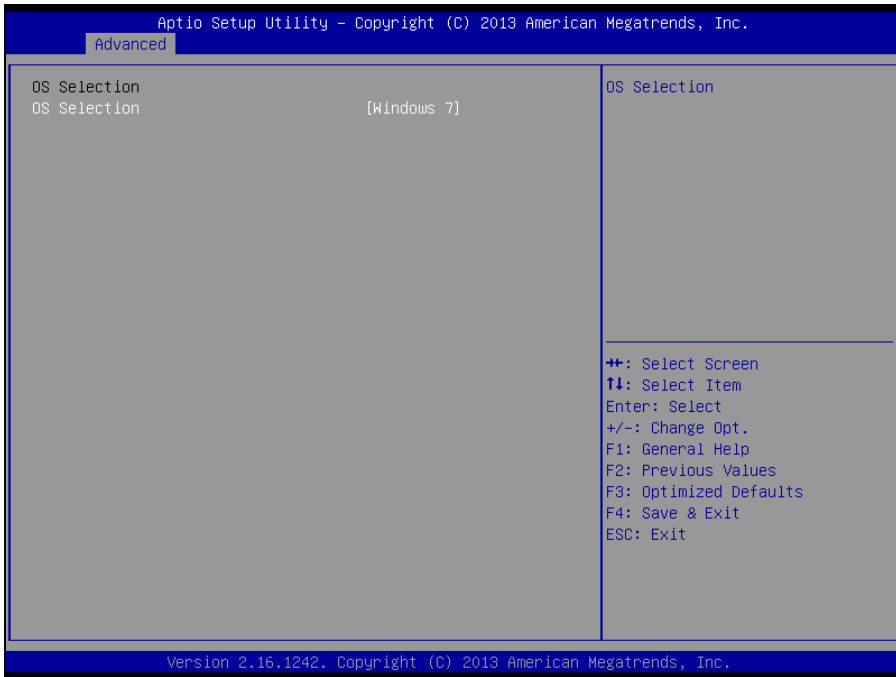 Aptio Setup Utility – Copyright (C) 2013 American Megatrends, Inc.
Advanced
OS Selection
OS Selection [Windows 7]
OS Selection
→←: Select Screen
↑↓: Select Item
Enter: Select
+/-: Change Opt.
F1: General Help
F2: Previous Values
F3: Optimized Defaults
F4: Save & Exit
ESC: Exit
Version 2.16.1242. Copyright (C) 2013 American Megatrends, Inc.